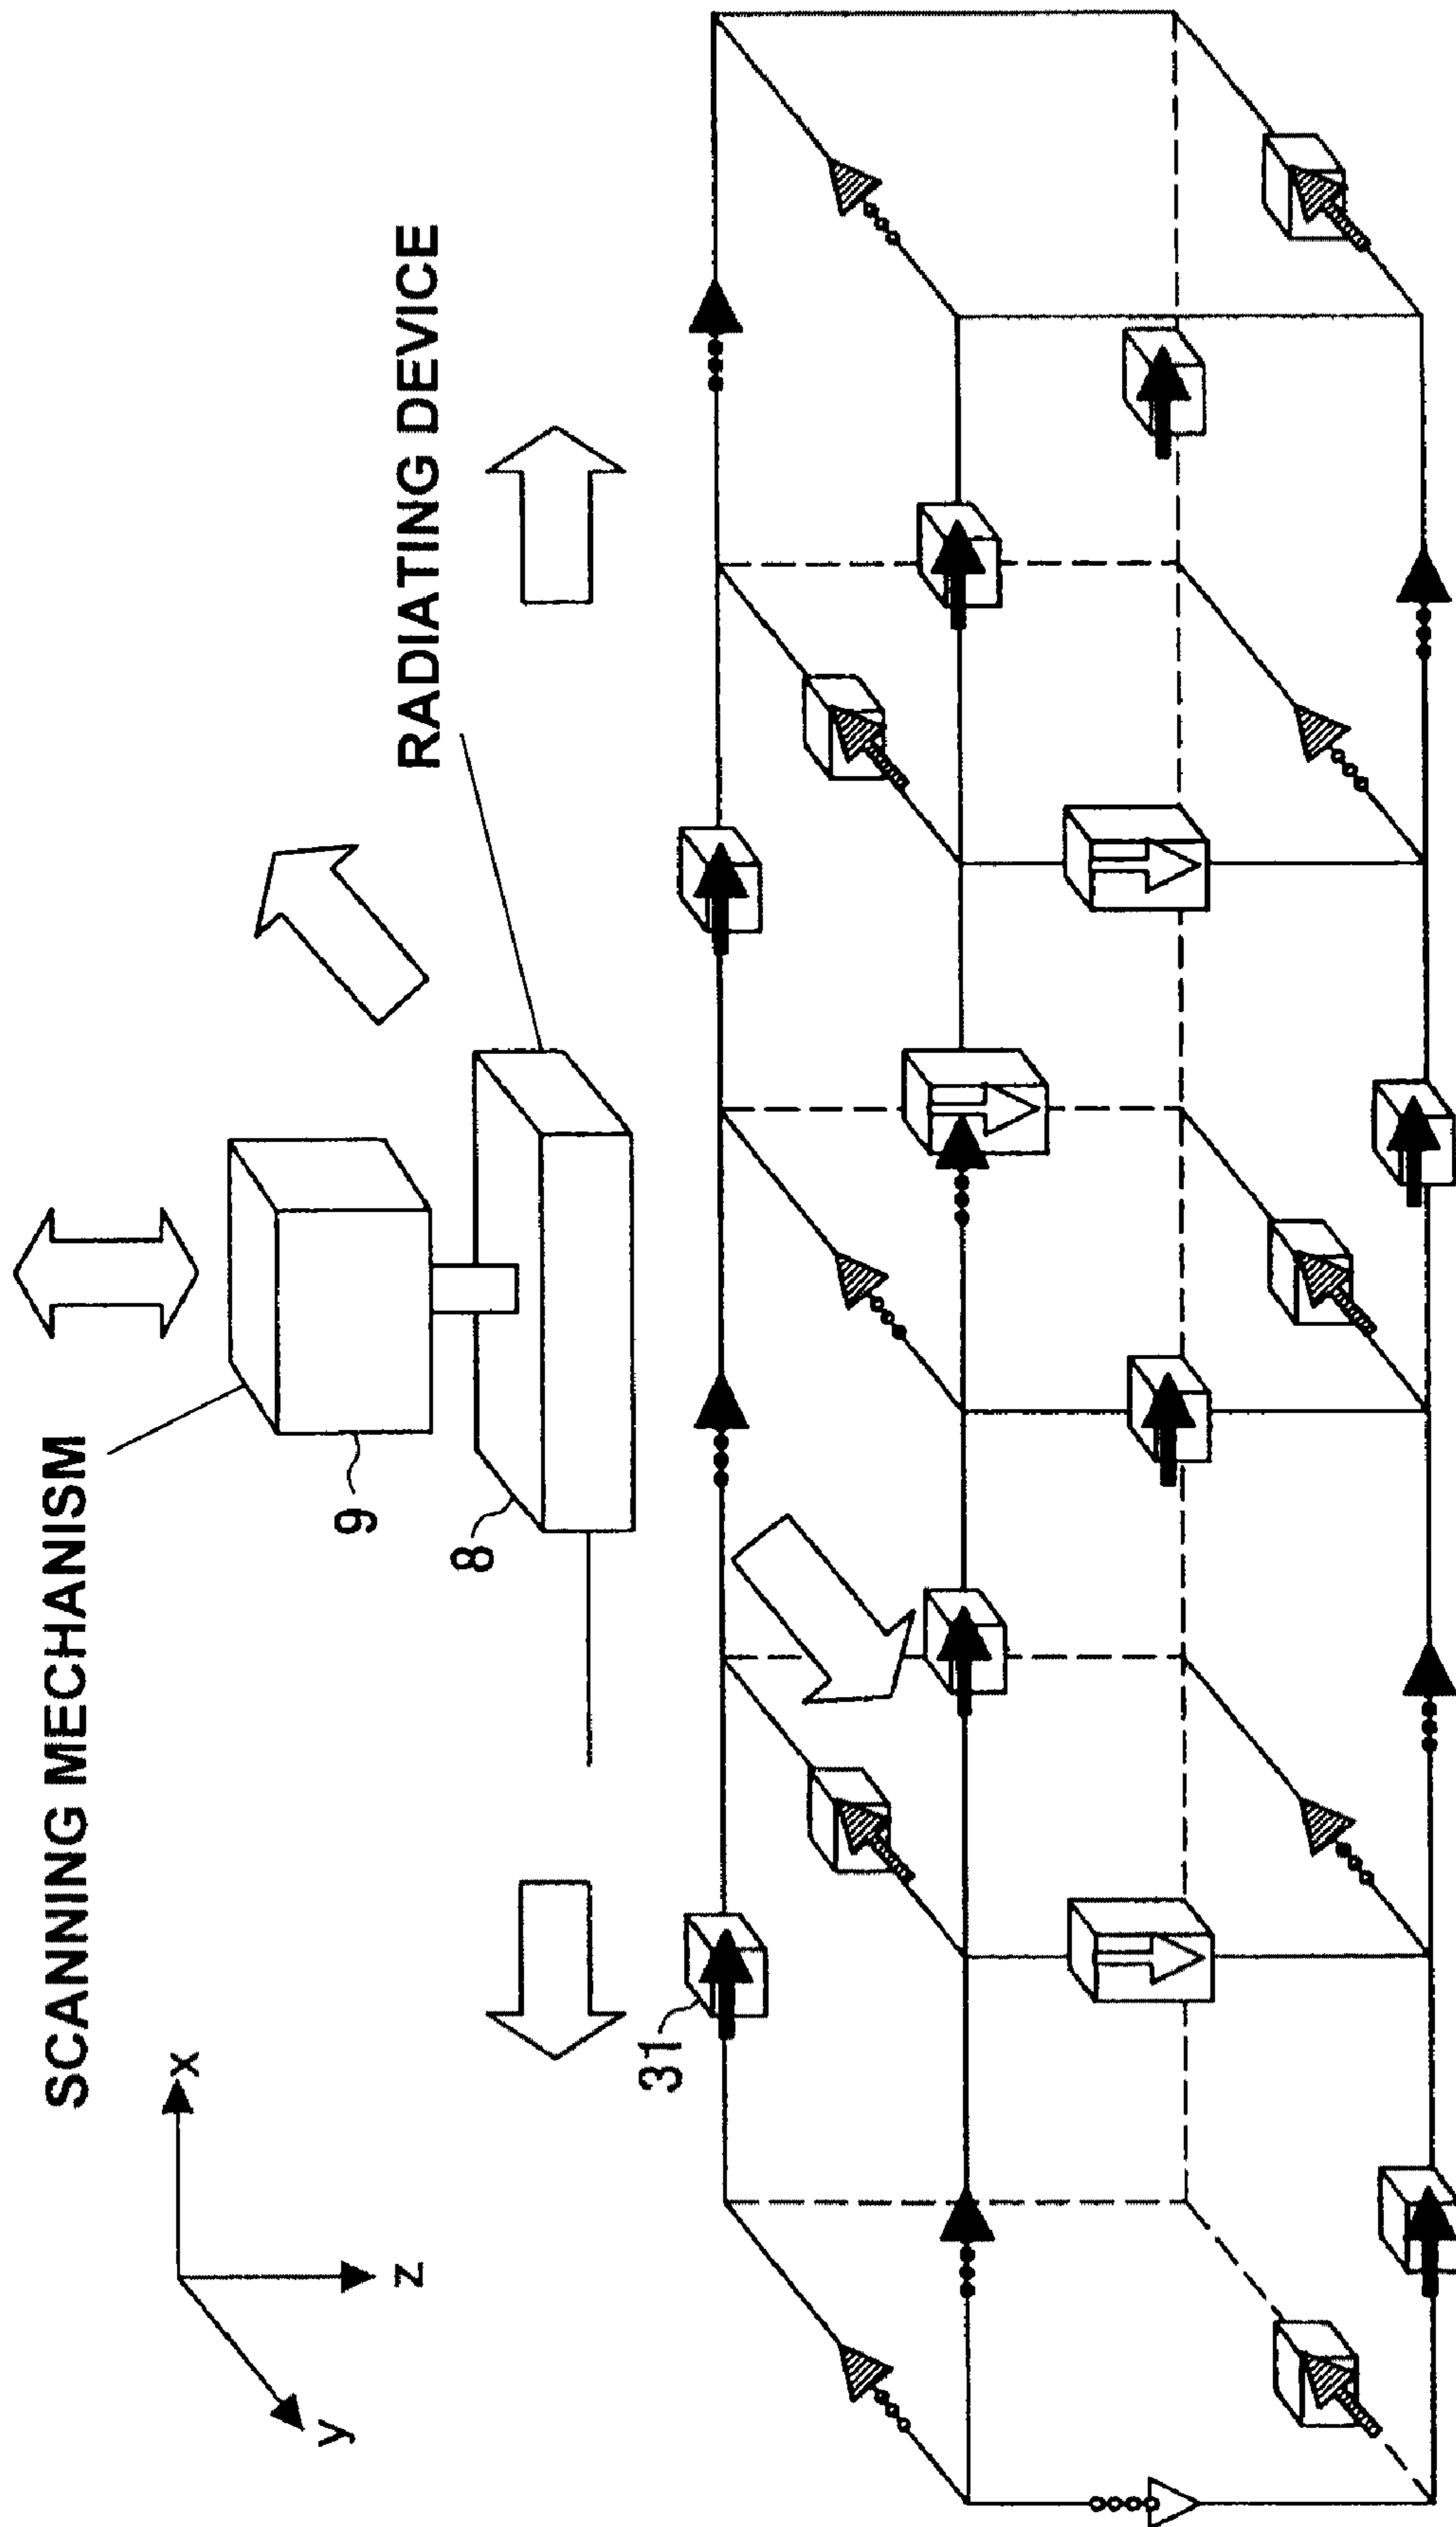 SCANNING MECHANISM
RADIATING DEVICE
x
y
z
9
8
31